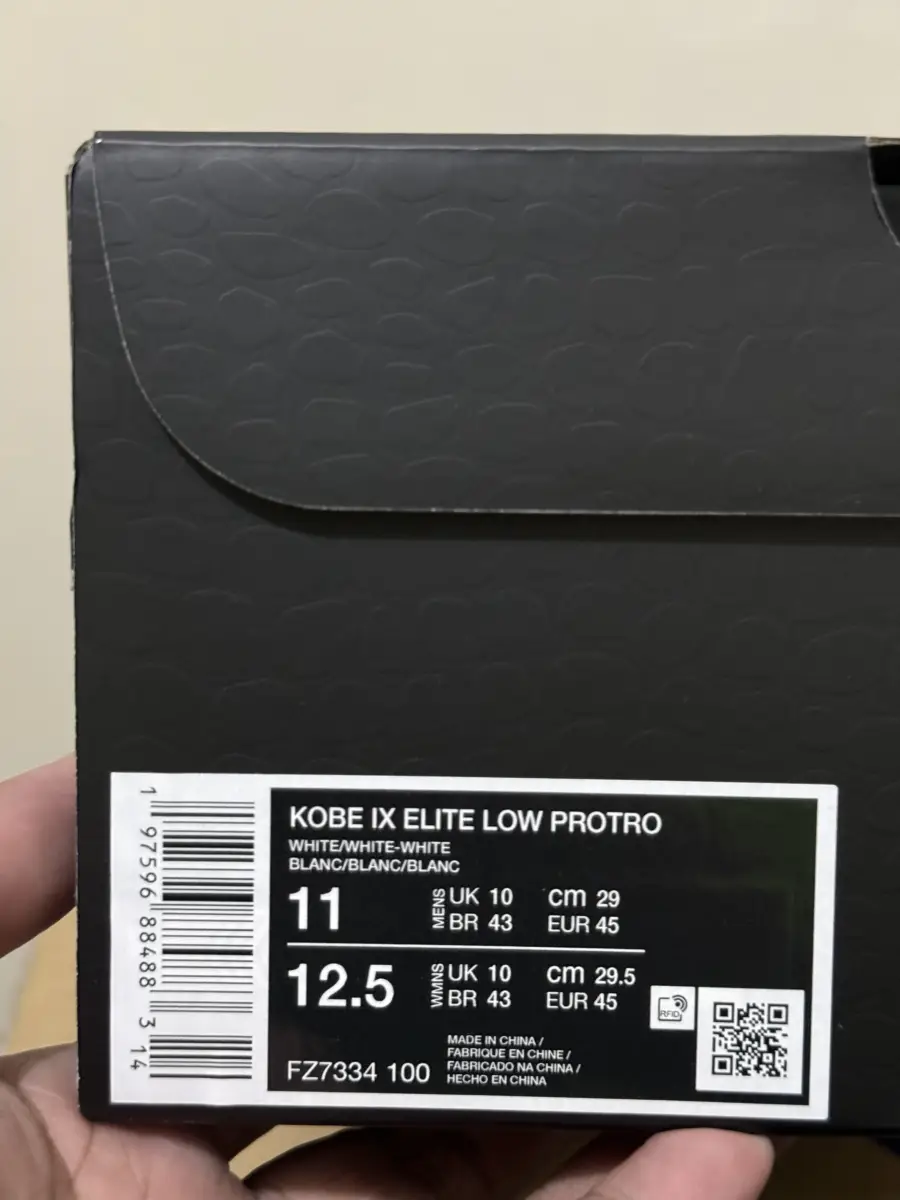 1 97596 88488 3 14
KOBE IX ELITE LOW PROTRO
WHITE/WHITE-WHITE
BLANC/BLANC/BLANC
11 MENS UK 10 cm 29
BR 43 EUR 45
12.5 WMNS UK 10 cm 29.5
BR 43 EUR 45
RFID
FZ7334 100
MADE IN CHINA /
FABRIQUE EN CHINE /
FABRICADO NA CHINA /
HECHO EN CHINA